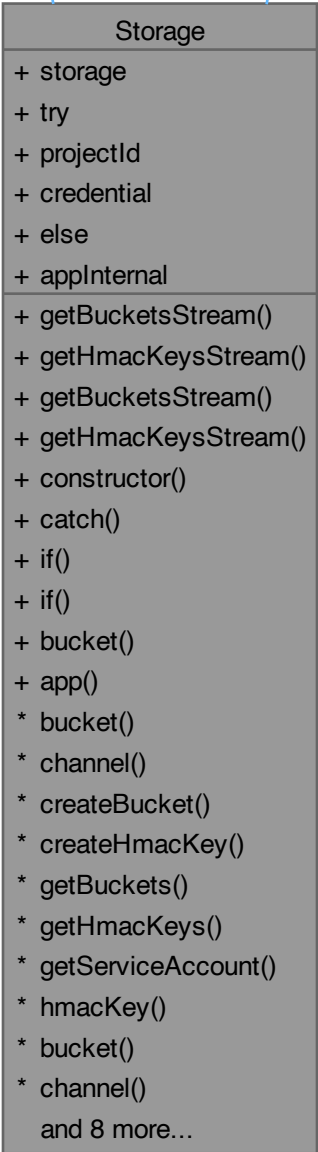 Storage
+ storage
+ try
+ projectId
+ credential
+ else
+ appInternal
+ getBucketsStream()
+ getHmacKeysStream()
+ getBucketsStream()
+ getHmacKeysStream()
+ constructor()
+ catch()
+ if()
+ if()
+ bucket()
+ app()
* bucket()
* channel()
* createBucket()
* createHmacKey()
* getBuckets()
* getHmacKeys()
* getServiceAccount()
* hmacKey()
* bucket()
* channel()
and 8 more...